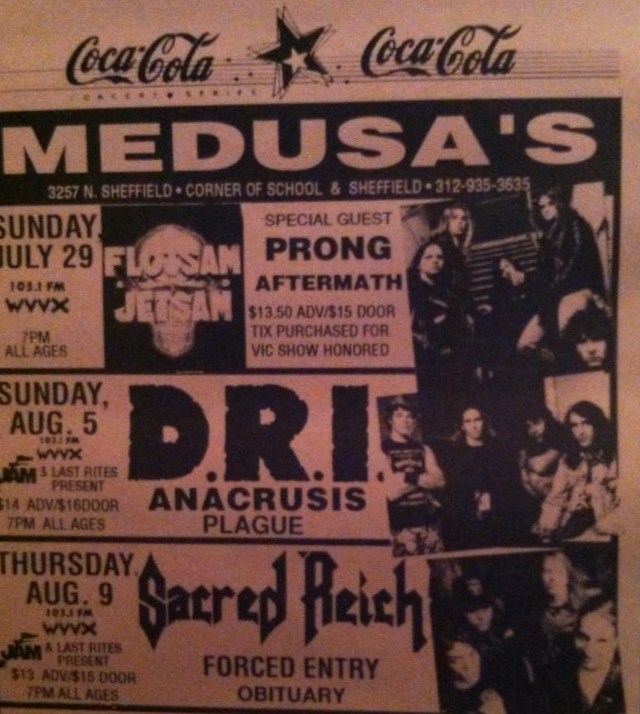 Coca-Cola Coca-Cola
CONCERT SERIES
MEDUSA'S
3257 N. SHEFFIELD • CORNER OF SCHOOL & SHEFFIELD • 312-935-3635
SUNDAY,
JULY 29
103.1 FM
WVVX
7PM
ALL AGES
FLOTSAM
AND
JETSAM
SPECIAL GUEST
PRONG
AFTERMATH
$13.50 ADV/$15 DOOR
TIX PURCHASED FOR
VIC SHOW HONORED
SUNDAY,
AUG. 5
103.1 FM
WVVX
JAM & LAST RITES
PRESENT
$14 ADV/$16DOOR
7PM ALL AGES
D.R.I.
ANACRUSIS
PLAGUE
THURSDAY,
AUG. 9
103.1 FM
WVVX
JAM & LAST RITES
PRESENT
$13 ADV/$15 DOOR
7PM ALL AGES
Sacred Reich
FORCED ENTRY
OBITUARY